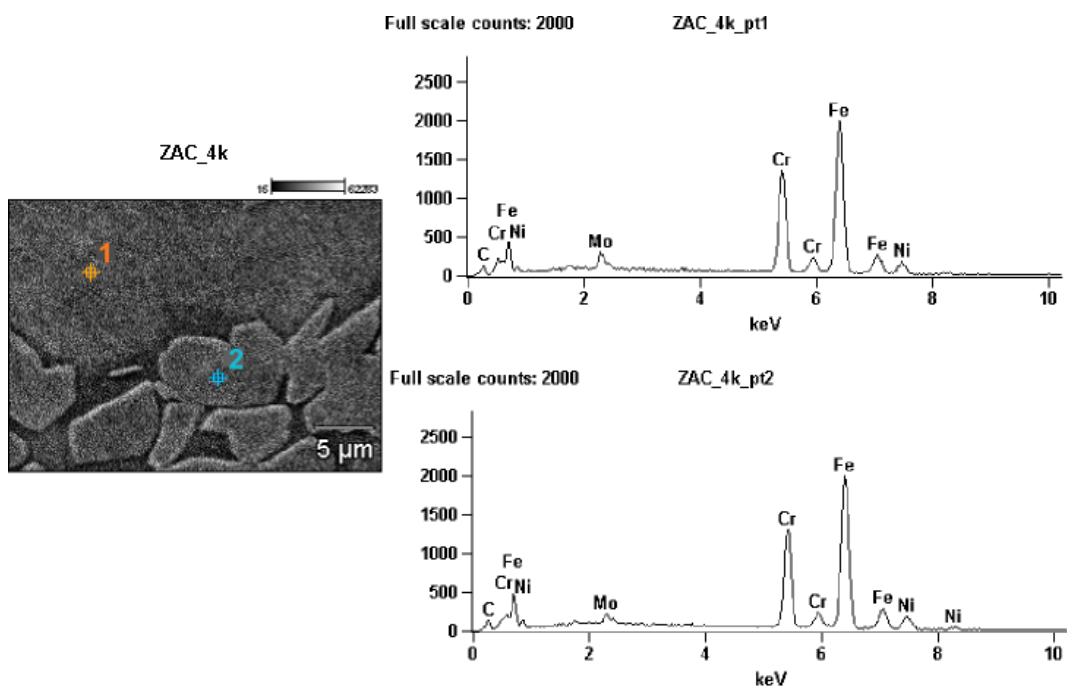 ZAC_4k
16 62283
1
2
5 µm
Full scale counts: 2000 ZAC_4k_pt1
2500
2000
1500
1000
500
0
Fe
Cr
Fe
Cr Ni
C
Mo
Cr
Fe
Ni
0 2 4 6 8 10
keV
Full scale counts: 2000 ZAC_4k_pt2
2500
2000
1500
1000
500
0
Fe
Cr
Fe
Cr Ni
C
Mo
Cr
Fe
Ni
Ni
0 2 4 6 8 10
keV